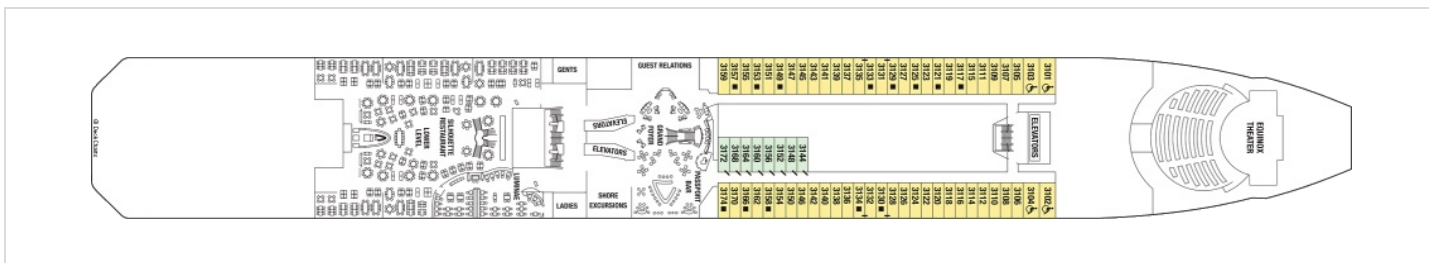 © Deck Chartz
SILHOUETTE
RESTAURANT
LOWER
LEVEL
LUMINAE
GENTS
LADIES
ELEVATORS
ELEVATORS
SHORE
EXCURSIONS
GUEST RELATIONS
GRAND
FOYER
PASSPORT
BAR
3159 3157 3155 3153 3151 3149 3147 3145 3143 3141 3139 3137 3135 3133 3131 3129 3127 3125 3123 3121 3119 3117 3115 3111 3109 3107 3105 3103 3101
3172 3168 3164 3160 3156 3152 3148 3144
3174 3170 3166 3162 3158 3154 3150 3146 3142 3140 3138 3136 3134 3132 3130 3128 3126 3124 3122 3120 3118 3116 3114 3112 3110 3108 3106 3104 3102
ELEVATORS
EQUINOX
THEATER